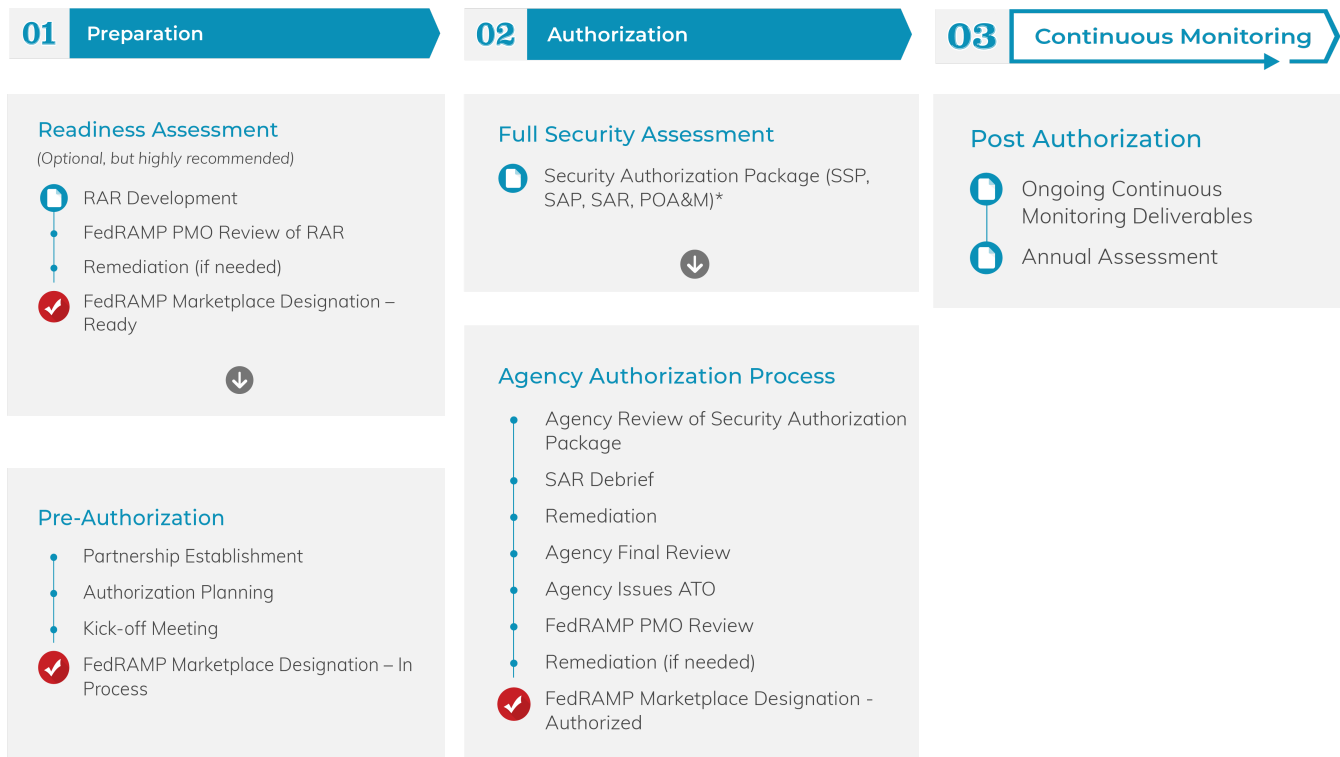 01 Preparation
Readiness Assessment
(Optional, but highly recommended)
RAR Development
FedRAMP PMO Review of RAR
Remediation (if needed)
FedRAMP Marketplace Designation –
Ready
Pre-Authorization
Partnership Establishment
Authorization Planning
Kick-off Meeting
FedRAMP Marketplace Designation – In
Process
02 Authorization
Full Security Assessment
Security Authorization Package (SSP,
SAP, SAR, POA&M)*
Agency Authorization Process
Agency Review of Security Authorization
Package
SAR Debrief
Remediation
Agency Final Review
Agency Issues ATO
FedRAMP PMO Review
Remediation (if needed)
FedRAMP Marketplace Designation -
Authorized
03 Continuous Monitoring
Post Authorization
Ongoing Continuous
Monitoring Deliverables
Annual Assessment